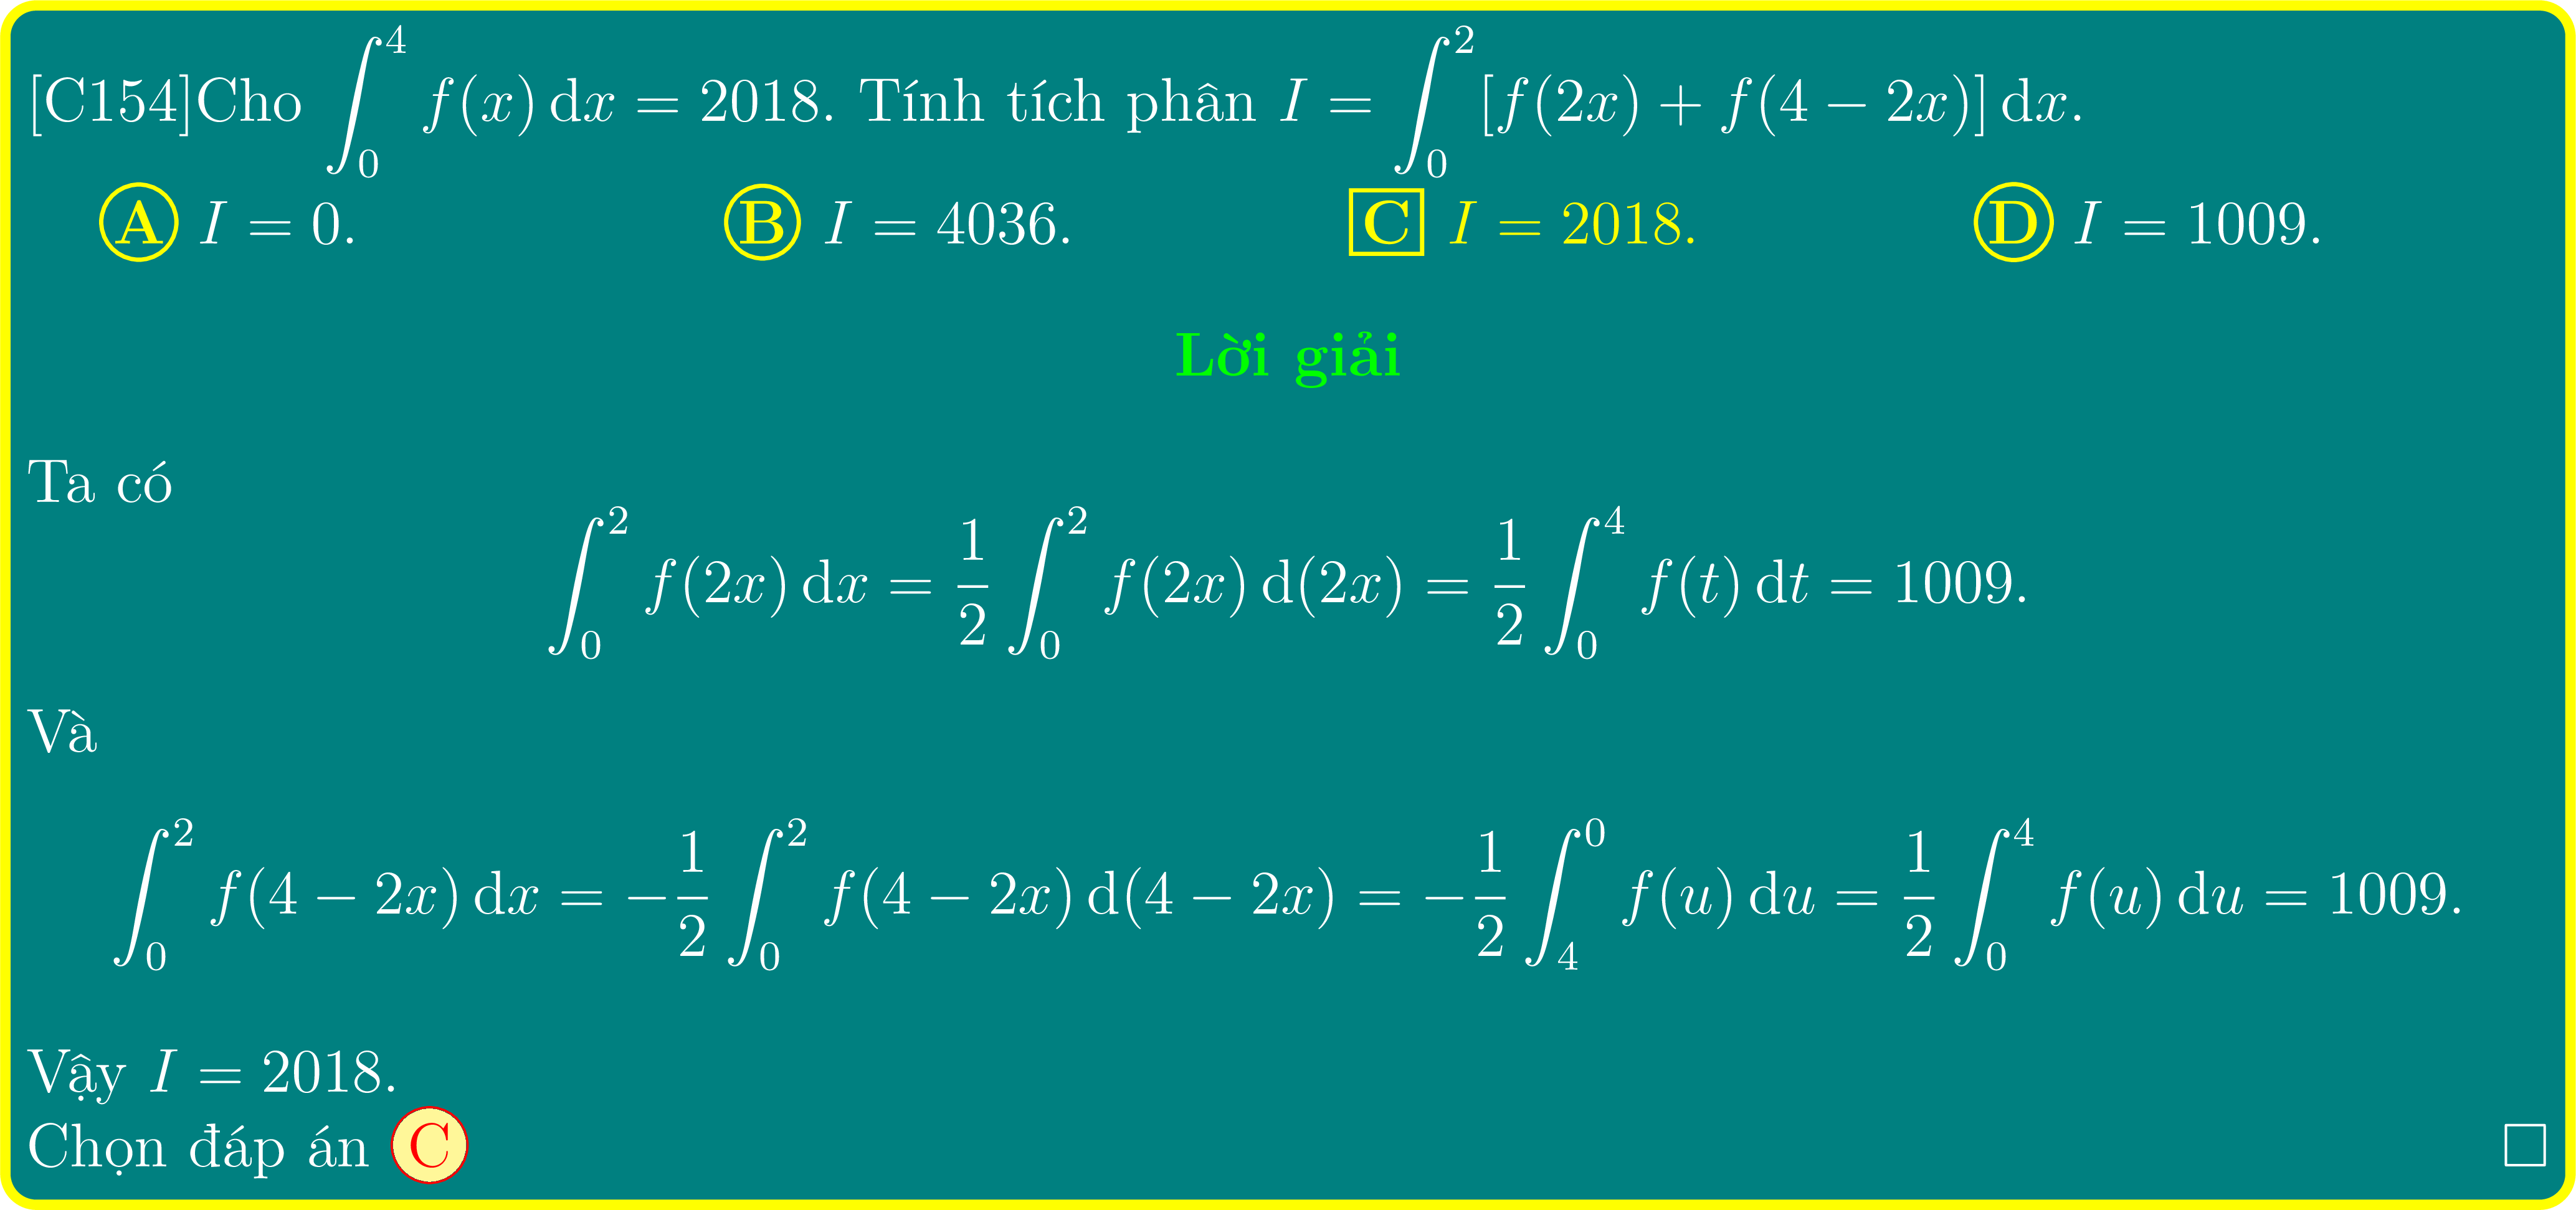 [C154]Cho $\int_0^4 f(x)\,\mathrm{d}x = 2018$. Tính tích phân $I = \int_0^2 [f(2x) + f(4 - 2x)]\,\mathrm{d}x$.
A $I = 0$. B $I = 4036$. C $I = 2018$. D $I = 1009$.
Lời giải
Ta có
$\int_0^2 f(2x)\,\mathrm{d}x = \frac{1}{2}\int_0^2 f(2x)\,\mathrm{d}(2x) = \frac{1}{2}\int_0^4 f(t)\,\mathrm{d}t = 1009.$
Và
$\int_0^2 f(4 - 2x)\,\mathrm{d}x = -\frac{1}{2}\int_0^2 f(4 - 2x)\,\mathrm{d}(4 - 2x) = -\frac{1}{2}\int_4^0 f(u)\,\mathrm{d}u = \frac{1}{2}\int_0^4 f(u)\,\mathrm{d}u = 1009.$
Vậy $I = 2018$.
Chọn đáp án C □